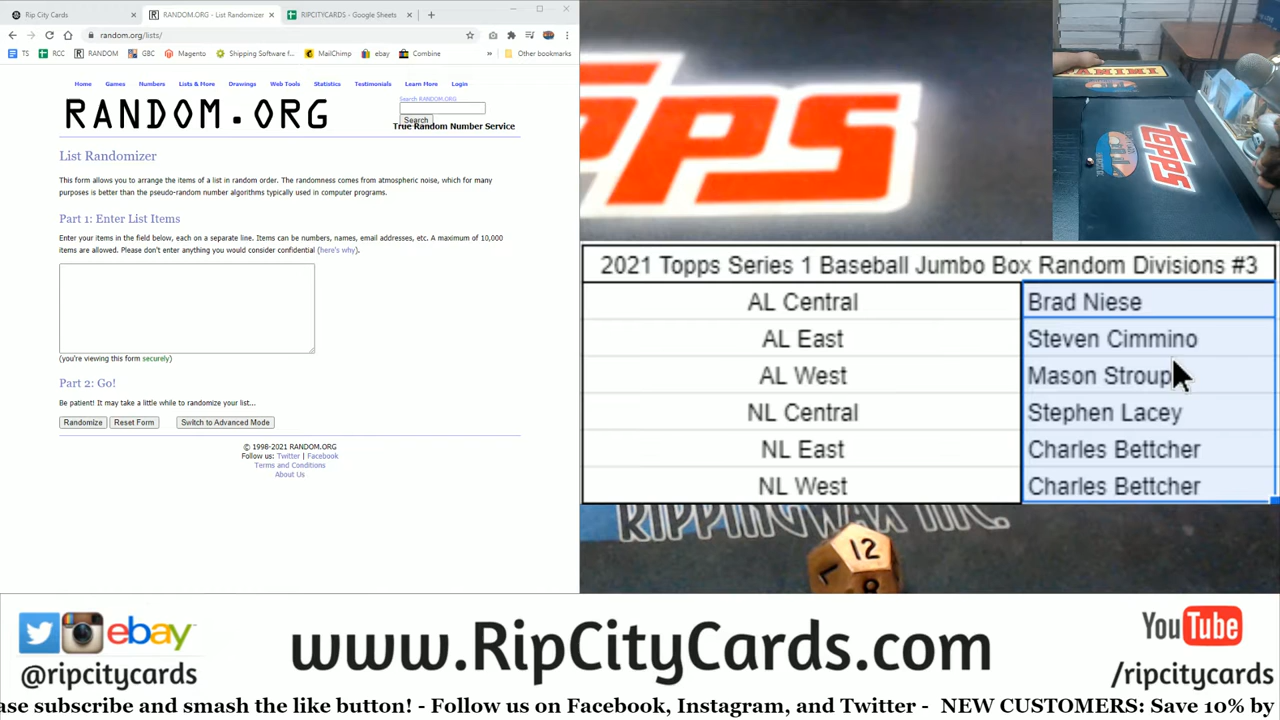 Rip City Cards
RANDOM.ORG - List Randomizer
RIPCITYCARDS - Google Sheets
random.org/lists/
TS RCC RANDOM GBC Magento Shipping Software f... MailChimp ebay Combine » Other bookmarks
Home Games Numbers Lists & More Drawings Web Tools Statistics Testimonials Learn More Login
RANDOM.ORG
Search RANDOM.ORG
Search
True Random Number Service
List Randomizer
This form allows you to arrange the items of a list in random order. The randomness comes from atmospheric noise, which for many
purposes is better than the pseudo-random number algorithms typically used in computer programs.
Part 1: Enter List Items
Enter your items in the field below, each on a separate line. Items can be numbers, names, email addresses, etc. A maximum of 10,000
items are allowed. Please don't enter anything you would consider confidential (here's why).
(you're viewing this form securely)
Part 2: Go!
Be patient! It may take a little while to randomize your list...
Randomize Reset Form Switch to Advanced Mode
© 1998-2021 RANDOM.ORG
Follow us: Twitter | Facebook
Terms and Conditions
About Us
TOPPS
topps
2021 Topps Series 1 Baseball Jumbo Box Random Divisions #3
AL Central Brad Niese
AL East Steven Cimmino
AL West Mason Stroup
NL Central Stephen Lacey
NL East Charles Bettcher
NL West Charles Bettcher
RIPPINGWAX INC.
12
7
8
ebay
@ripcitycards
www.RipCityCards.com
YouTube
/ripcitycards
ase subscribe and smash the like button! - Follow us on Facebook, Instagram, and Twitter - NEW CUSTOMERS: Save 10% by